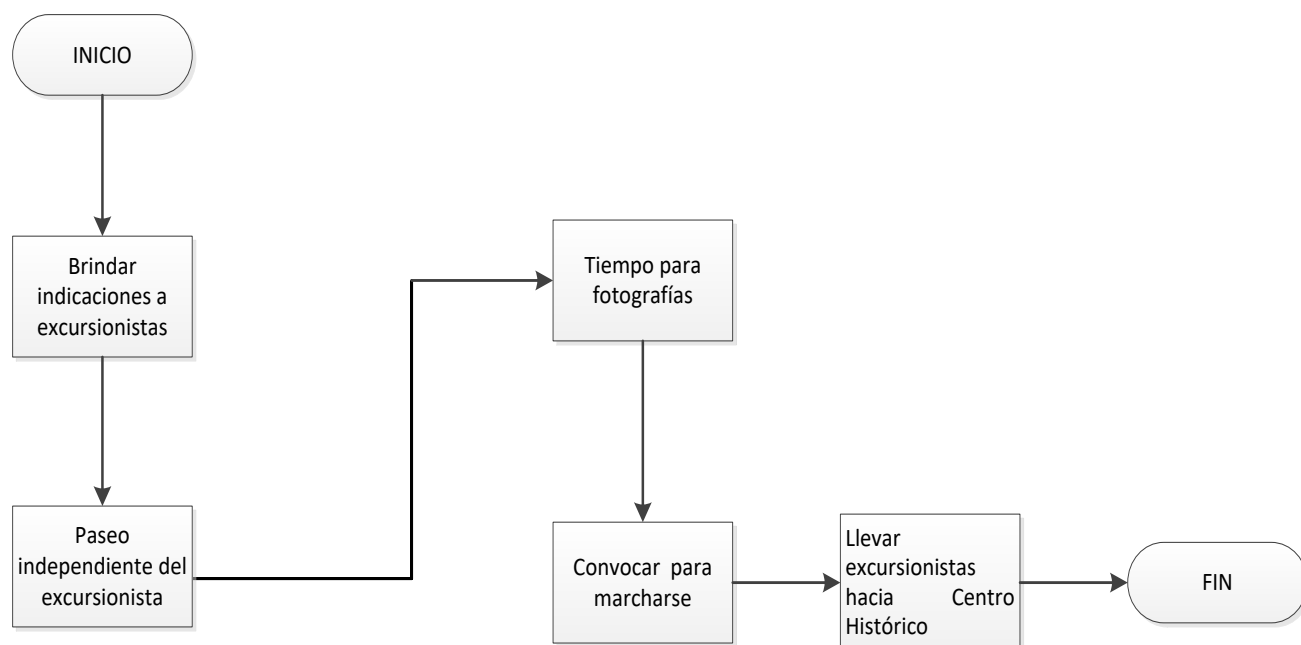 INICIO
Brindar
indicaciones a
excursionistas
Paseo
independiente del
excursionista
Tiempo para
fotografías
Convocar para
marcharse
Llevar
excursionistas
hacia Centro
Histórico
FIN